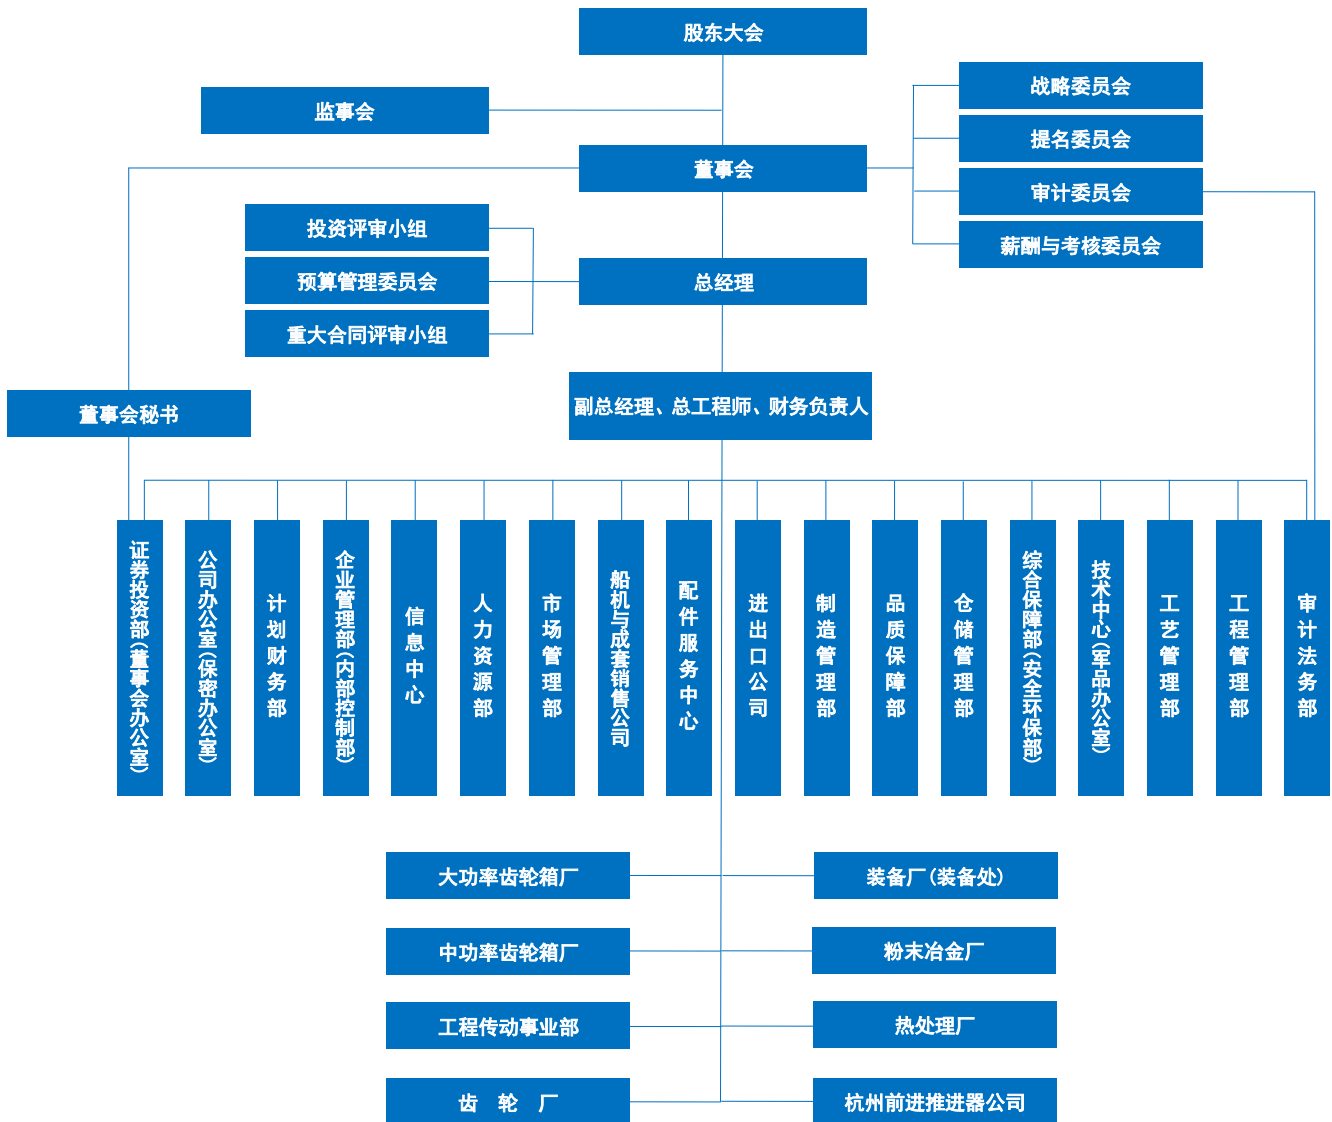 股东大会
监事会
战略委员会
提名委员会
董事会
审计委员会
薪酬与考核委员会
投资评审小组
预算管理委员会
总经理
重大合同评审小组
董事会秘书
副总经理、总工程师、财务负责人
证券投资部(董事会办公室)
公司办公室(保密办公室)
计划财务部
企业管理部(内部控制部)
信息中心
人力资源部
市场管理部
船机与成套销售公司
配件服务中心
进出口公司
制造管理部
品质保障部
仓储管理部
综合保障部(安全环保部)
技术中心(军品办公室)
工艺管理部
工程管理部
审计法务部
大功率齿轮箱厂
装备厂(装备处)
中功率齿轮箱厂
粉末冶金厂
工程传动事业部
热处理厂
齿 轮 厂
杭州前进推进器公司